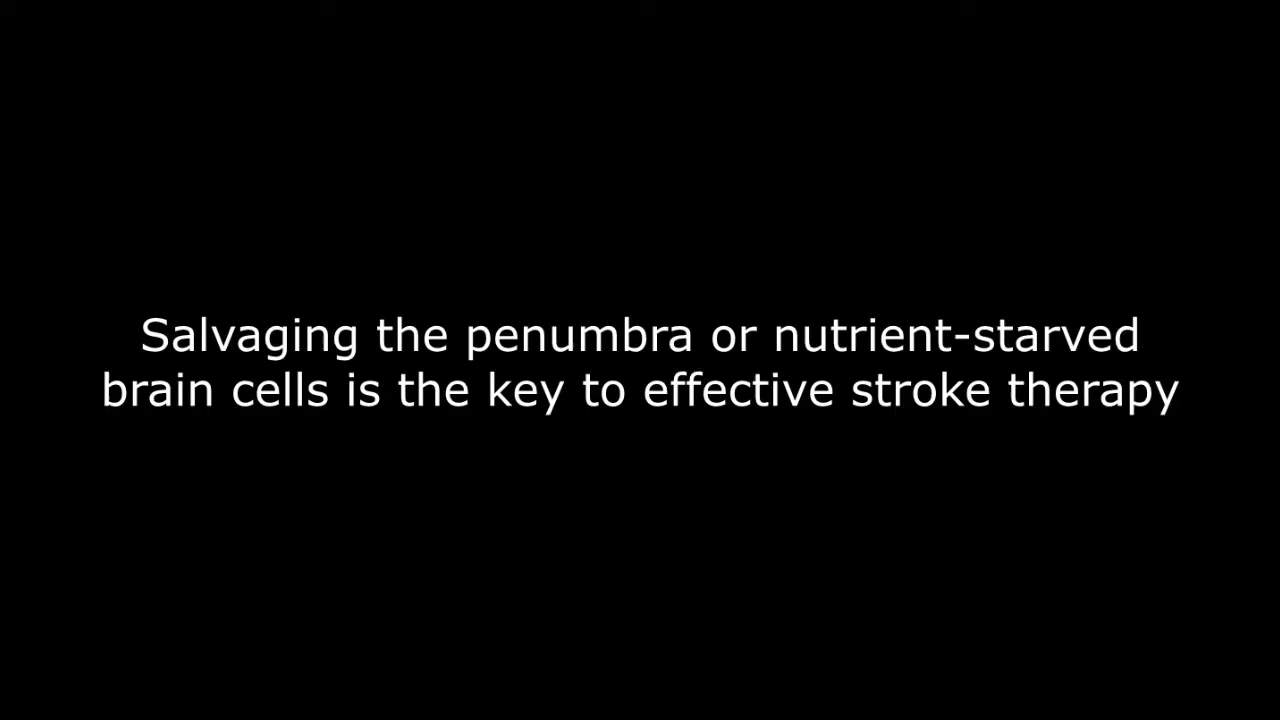 Salvaging the penumbra or nutrient-starved
brain cells is the key to effective stroke therapy